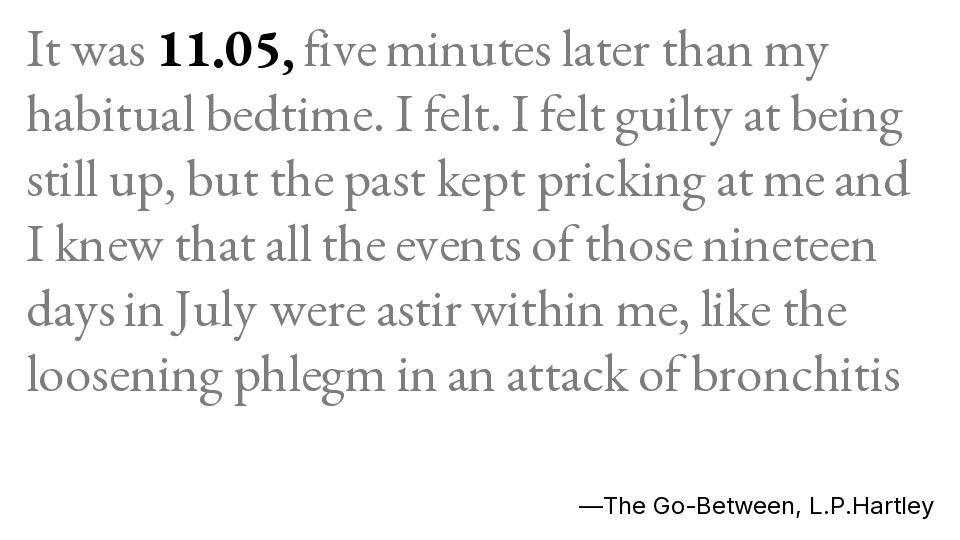 It was 11.05, five minutes later than my
habitual bedtime. I felt. I felt guilty at being
still up, but the past kept pricking at me and
I knew that all the events of those nineteen
days in July were astir within me, like the
loosening phlegm in an attack of bronchitis
—The Go-Between, L.P.Hartley